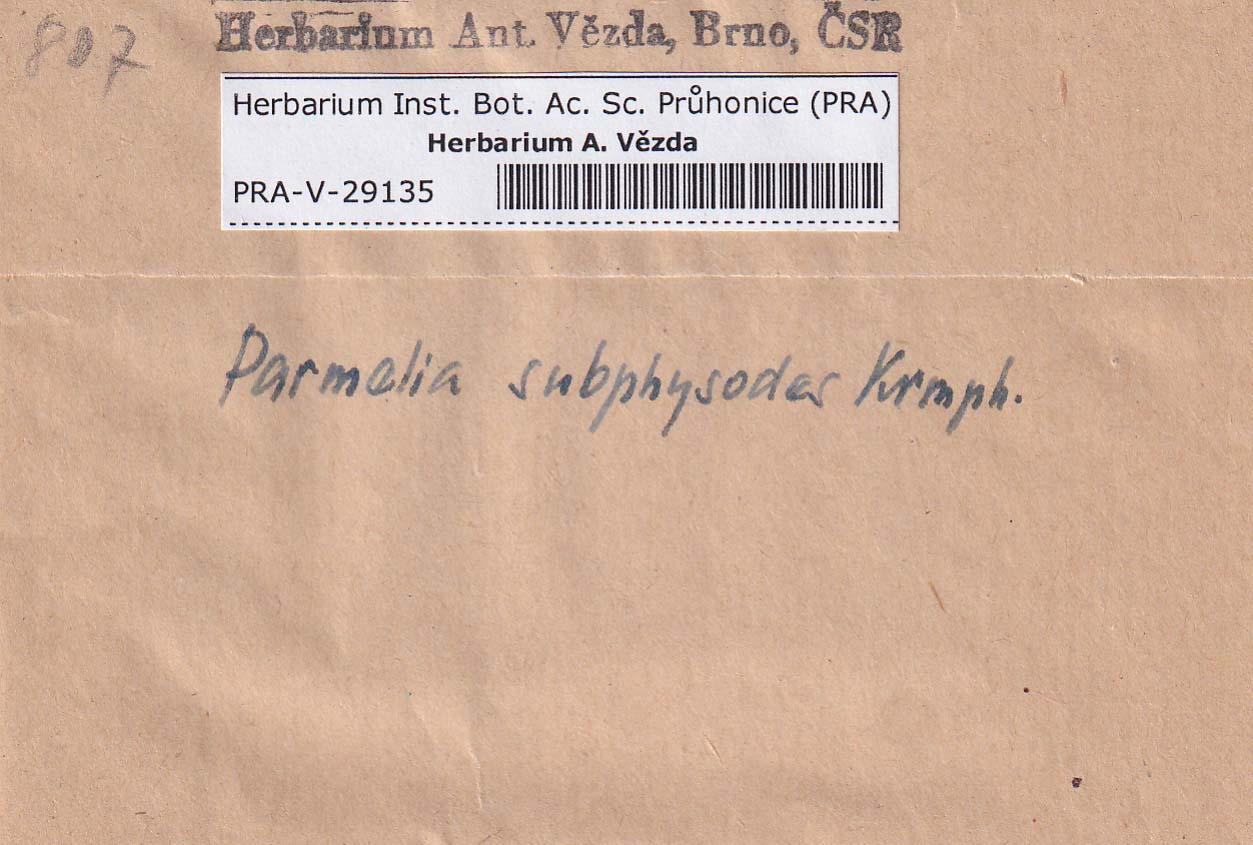 807
Herbarium Ant. Vězda, Brno, ČSR
Herbarium Inst. Bot. Ac. Sc. Průhonice (PRA)
Herbarium A. Vězda
PRA-V-29135
Parmelia subphysodes Krmph.